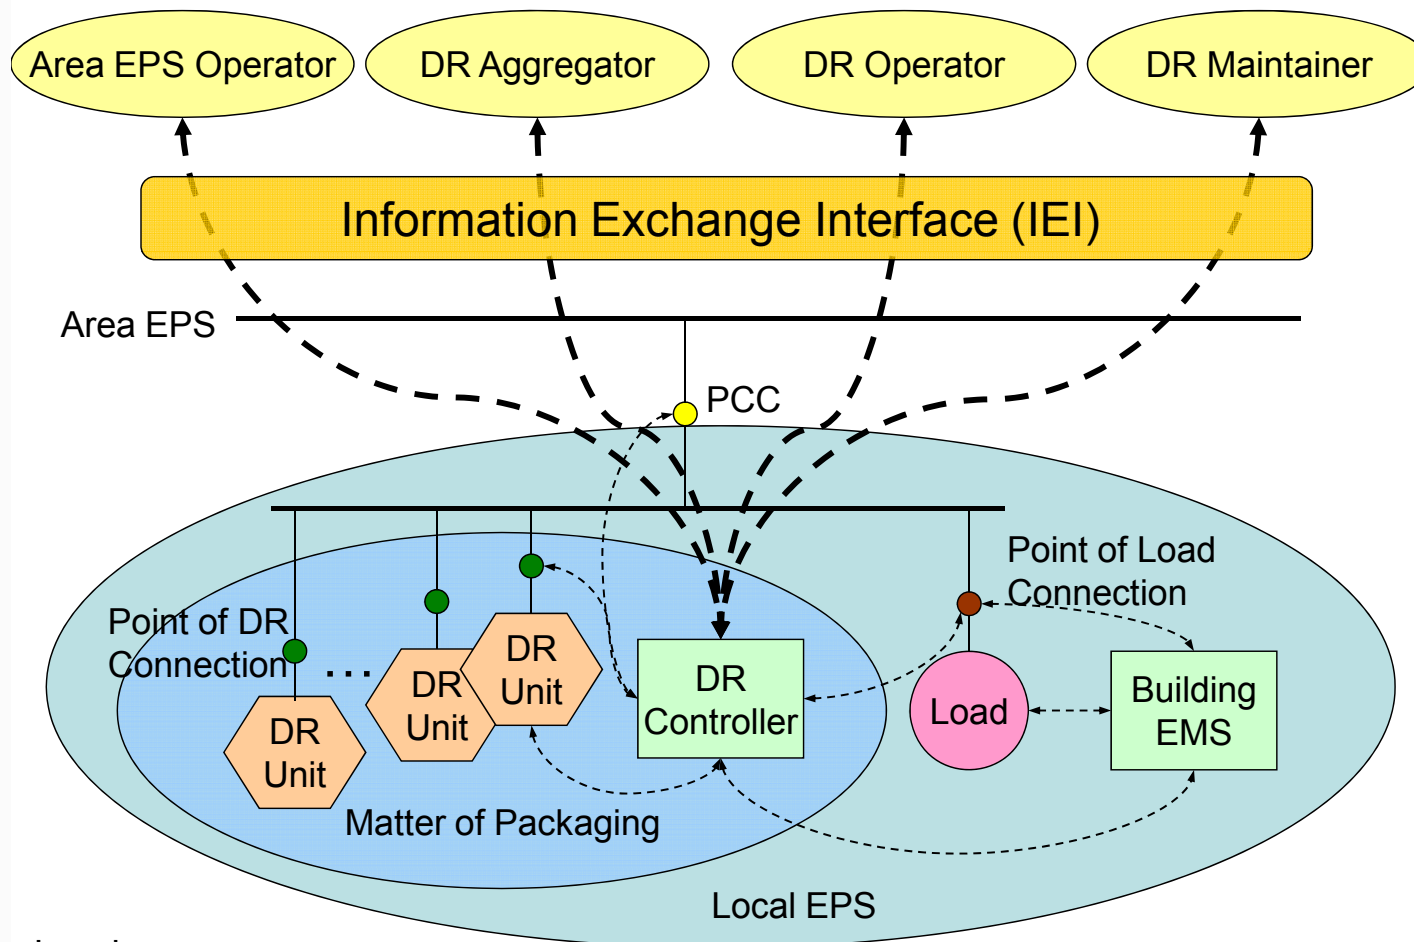 Area EPS Operator
DR Aggregator
DR Operator
DR Maintainer
Information Exchange Interface (IEI)
Area EPS
PCC
Point of Load
Connection
Point of DR
Connection
...
DR
Unit
DR
Unit
DR
Unit
DR
Controller
Load
Building
EMS
Matter of Packaging
Local EPS